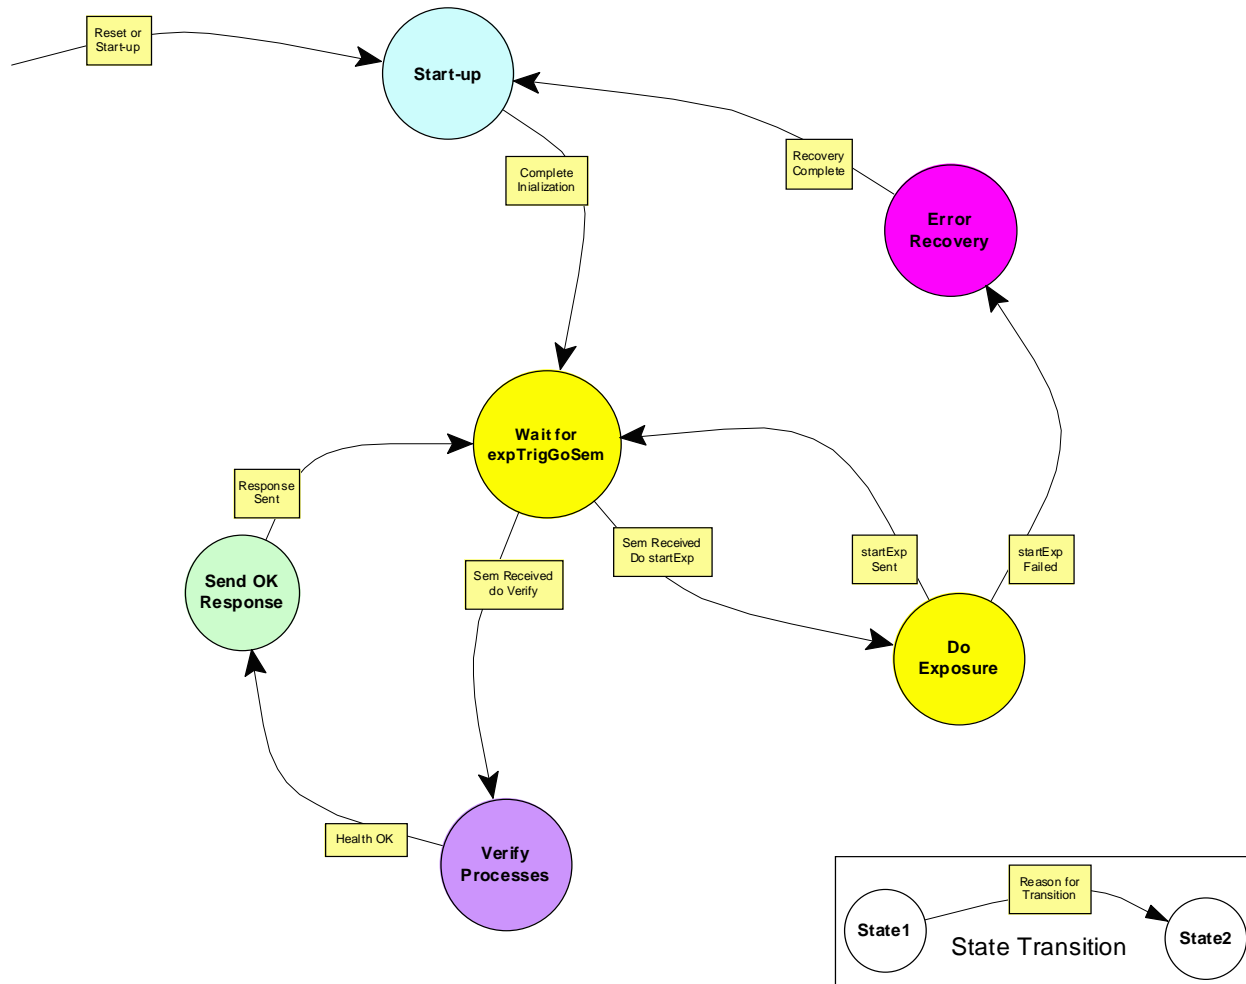 Reset or
Start-up
Start-up
Complete
Inialization
Recovery
Complete
Error
Recovery
Wait for
expTrigGoSem
Response
Sent
Sem Received
do Verify
Sem Received
Do startExp
startExp
Sent
startExp
Failed
Send OK
Response
Do
Exposure
Health OK
Verify
Processes
Reason for
Transition
State1
State Transition
State2